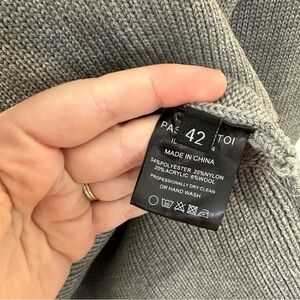 PAS 42 TOI
MADE IN CHINA
54%POLYESTER 20%NYLON
20%ACRYLIC 6%WOOL
PROFESSIONALLY DRY CLEAN
OR HAND WASH